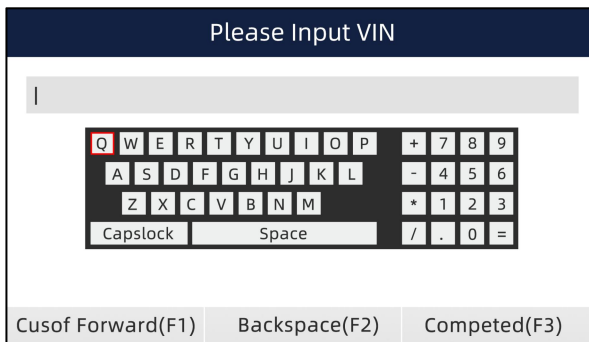 Please Input VIN
Q W E R T Y U I O P + 7 8 9
A S D F G H J K L - 4 5 6
Z X C V B N M * 1 2 3
Capslock Space / . 0 =
Cusof Forward(F1) Backspace(F2) Competed(F3)